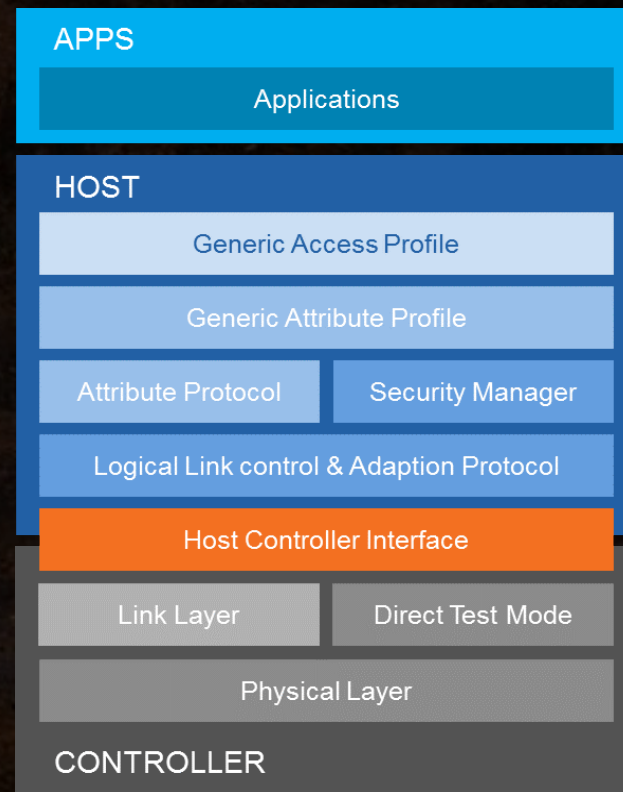 APPS
Applications
HOST
Generic Access Profile
Generic Attribute Profile
Attribute Protocol
Security Manager
Logical Link control & Adaption Protocol
Host Controller Interface
Link Layer
Direct Test Mode
Physical Layer
CONTROLLER